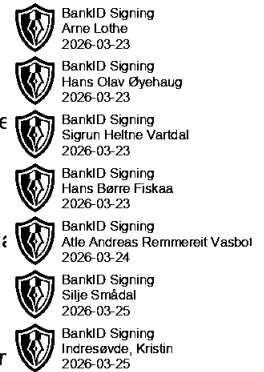 BankID Signing
Arne Lothe
2026-03-23
BankID Signing
Hans Olav Øyehaug
2026-03-23
BankID Signing
Sigrun Heltne Vartdal
2026-03-23
BankID Signing
Hans Børre Fiskaa
2026-03-23
BankID Signing
Atle Andreas Remmereit Vasbot
2026-03-24
BankID Signing
Silje Smådal
2026-03-25
BankID Signing
Indresøvde, Kristin
2026-03-25